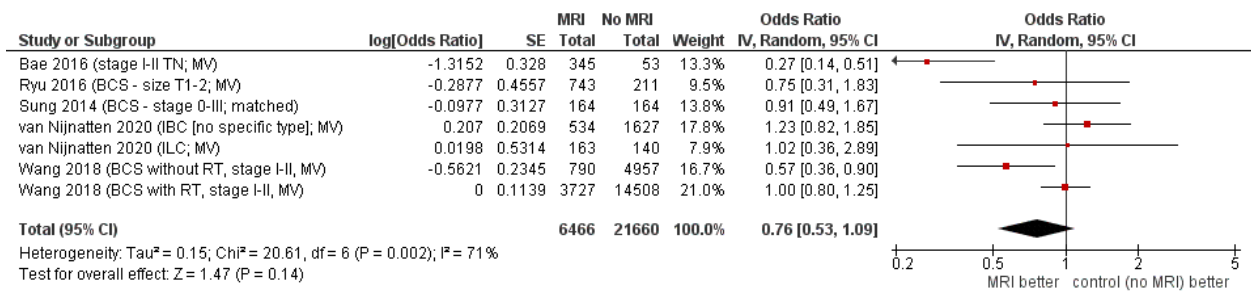 MRI No MRI Odds Ratio Odds Ratio
Study or Subgroup log[Odds Ratio] SE Total Total Weight IV, Random, 95% CI IV, Random, 95% CI
Bae 2016 (stage I-II TN; MV) -1.3152 0.328 345 53 13.3% 0.27 [0.14, 0.51]
Ryu 2016 (BCS - size T1-2; MV) -0.2877 0.4557 743 211 9.5% 0.75 [0.31, 1.83]
Sung 2014 (BCS - stage 0-III; matched) -0.0977 0.3127 164 164 13.8% 0.91 [0.49, 1.67]
van Nijnatten 2020 (IBC [no specific type]; MV) 0.207 0.2069 534 1627 17.8% 1.23 [0.82, 1.85]
van Nijnatten 2020 (ILC; MV) 0.0198 0.5314 163 140 7.9% 1.02 [0.36, 2.89]
Wang 2018 (BCS without RT, stage I-II, MV) -0.5621 0.2345 790 4957 16.7% 0.57 [0.36, 0.90]
Wang 2018 (BCS with RT, stage I-II, MV) 0 0.1139 3727 14508 21.0% 1.00 [0.80, 1.25]
Total (95% CI) 6466 21660 100.0% 0.76 [0.53, 1.09]
Heterogeneity: Tau² = 0.15; Chi² = 20.61, df = 6 (P = 0.002); I² = 71%
Test for overall effect: Z = 1.47 (P = 0.14)
0.2 0.5 1 2 5
MRI better control (no MRI) better